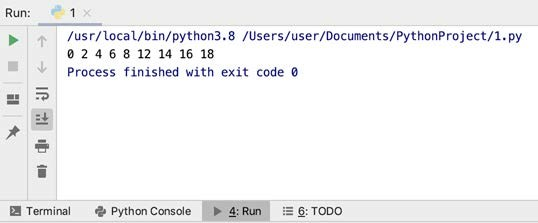 Run: 1
/usr/local/bin/python3.8 /Users/user/Documents/PythonProject/1.py
0 2 4 6 8 12 14 16 18
Process finished with exit code 0
Terminal Python Console 4: Run 6: TODO